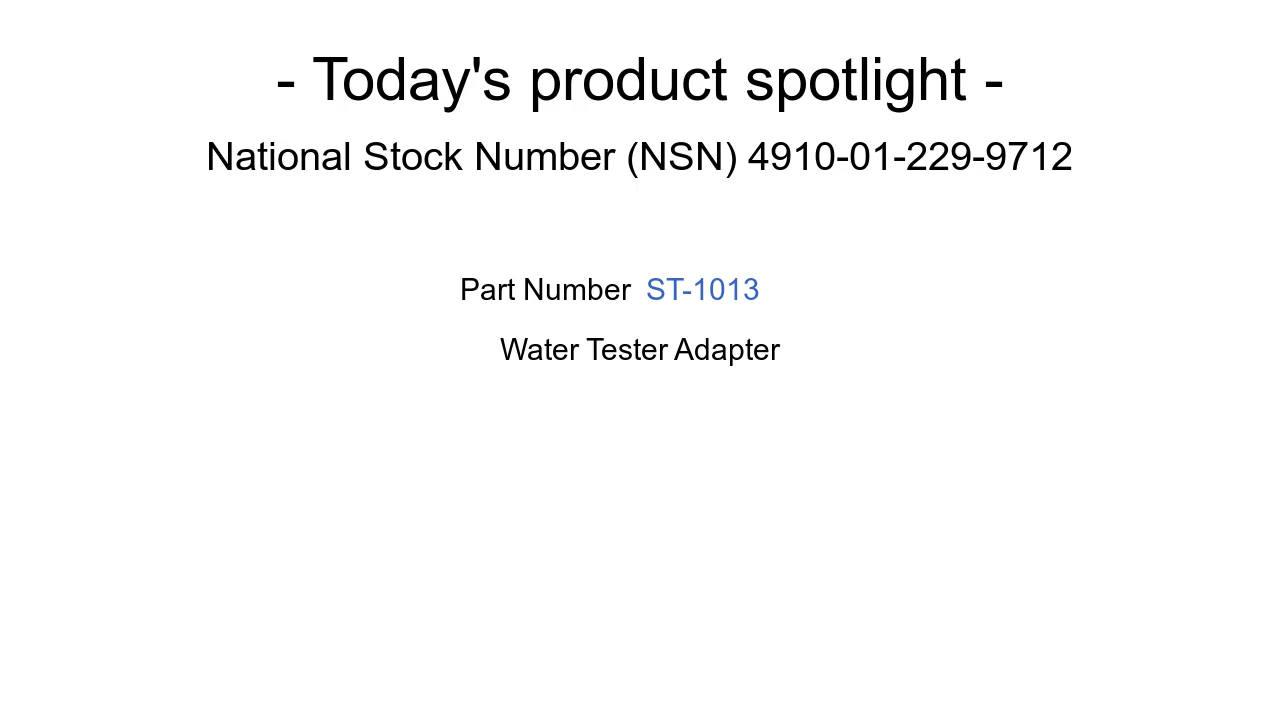 - Today's product spotlight -
National Stock Number (NSN) 4910-01-229-9712
Part Number ST-1013
Water Tester Adapter